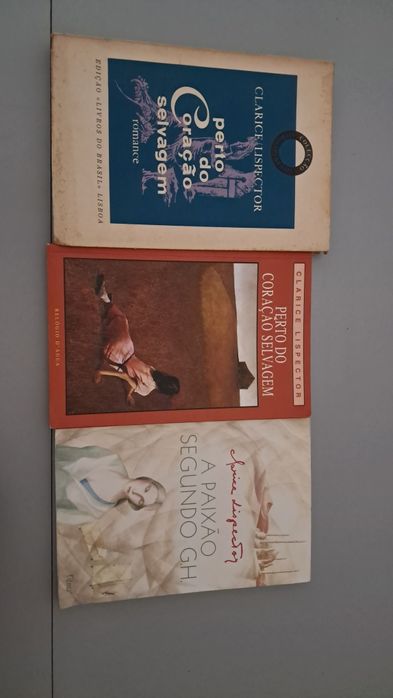 CLARICE LISPECTOR
perto
do
Coração
selvagem
romance
EDIÇÃO «LIVROS DO BRASIL» LISBOA
CLARICE LISPECTOR
PERTO DO
CORAÇÃO SELVAGEM
RELÓGIO D'ÁGUA
clarice lispector
A PAIXÃO
SEGUNDO G.H.